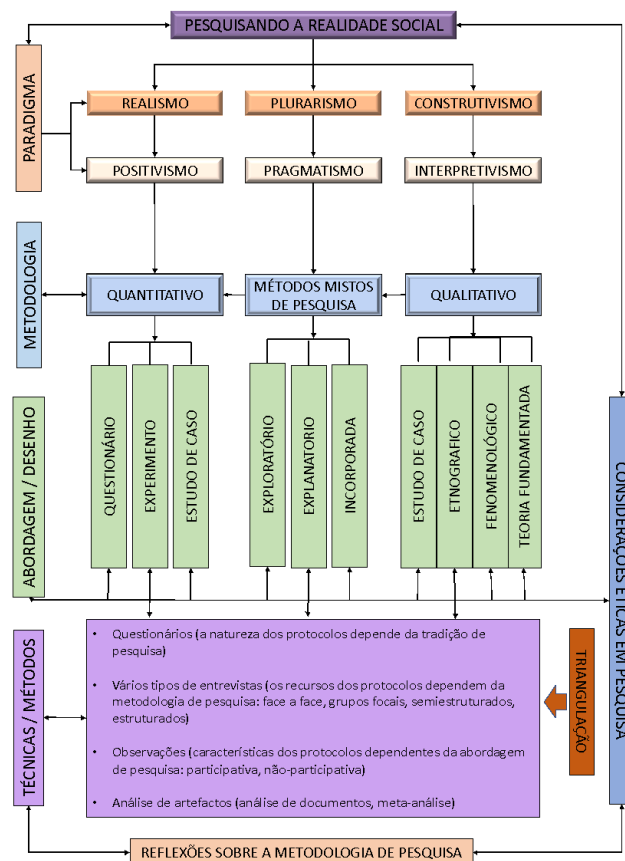 PESQUISANDO A REALIDADE SOCIAL
PARADIGMA
REALISMO
PLURARISMO
CONSTRUTIVISMO
POSITIVISMO
PRAGMATISMO
INTERPRETIVISMO
METODOLOGIA
QUANTITATIVO
MÉTODOS MISTOS
DE PESQUISA
QUALITATIVO
ABORDAGEM / DESENHO
QUESTIONÁRIO
EXPERIMENTO
ESTUDO DE CASO
EXPLORATÓRIO
EXPLANATORIO
INCORPORADA
ESTUDO DE CASO
ETNOGRAFICO
FENOMENOLÓGICO
TEORIA FUNDAMENTADA
CONSIDERAÇÕES ÉTICAS EM PESQUISA
TÉCNICAS / MÉTODOS
• Questionários (a natureza dos protocolos depende da tradição de
pesquisa)
• Vários tipos de entrevistas (os recursos dos protocolos dependem da
metodologia de pesquisa: face a face, grupos focais, semiestruturados,
estruturados)
• Observações (características dos protocolos dependentes da abordagem
de pesquisa: participativa, não-participativa)
• Análise de artefactos (análise de documentos, meta-análise)
TRIANGULAÇÃO
REFLEXÕES SOBRE A METODOLOGIA DE PESQUISA